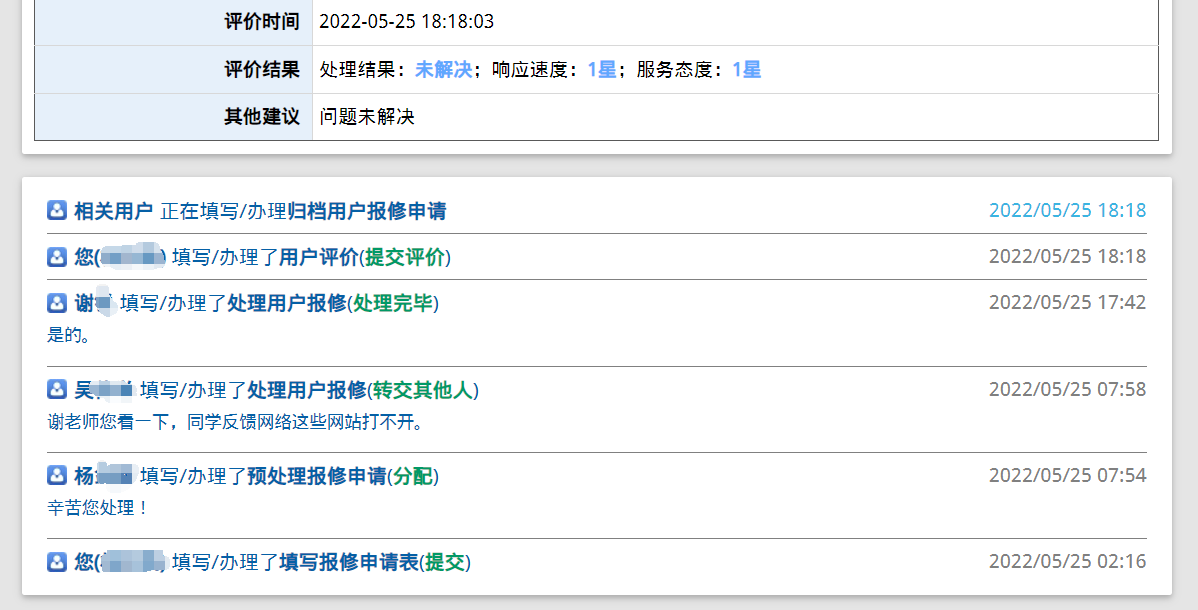 评价时间 2022-05-25 18:18:03
评价结果 处理结果：未解决；响应速度：1星；服务态度：1星
其他建议 问题未解决
相关用户 正在填写/办理归档用户报修申请 2022/05/25 18:18
您( ) 填写/办理了用户评价(提交评价) 2022/05/25 18:18
谢 填写/办理了处理用户报修(处理完毕) 2022/05/25 17:42
是的。
吴 填写/办理了处理用户报修(转交其他人) 2022/05/25 07:58
谢老师您看一下，同学反馈网络这些网站打不开。
杨 填写/办理了预处理报修申请(分配) 2022/05/25 07:54
辛苦您处理！
您( ) 填写/办理了填写报修申请表(提交) 2022/05/25 02:16